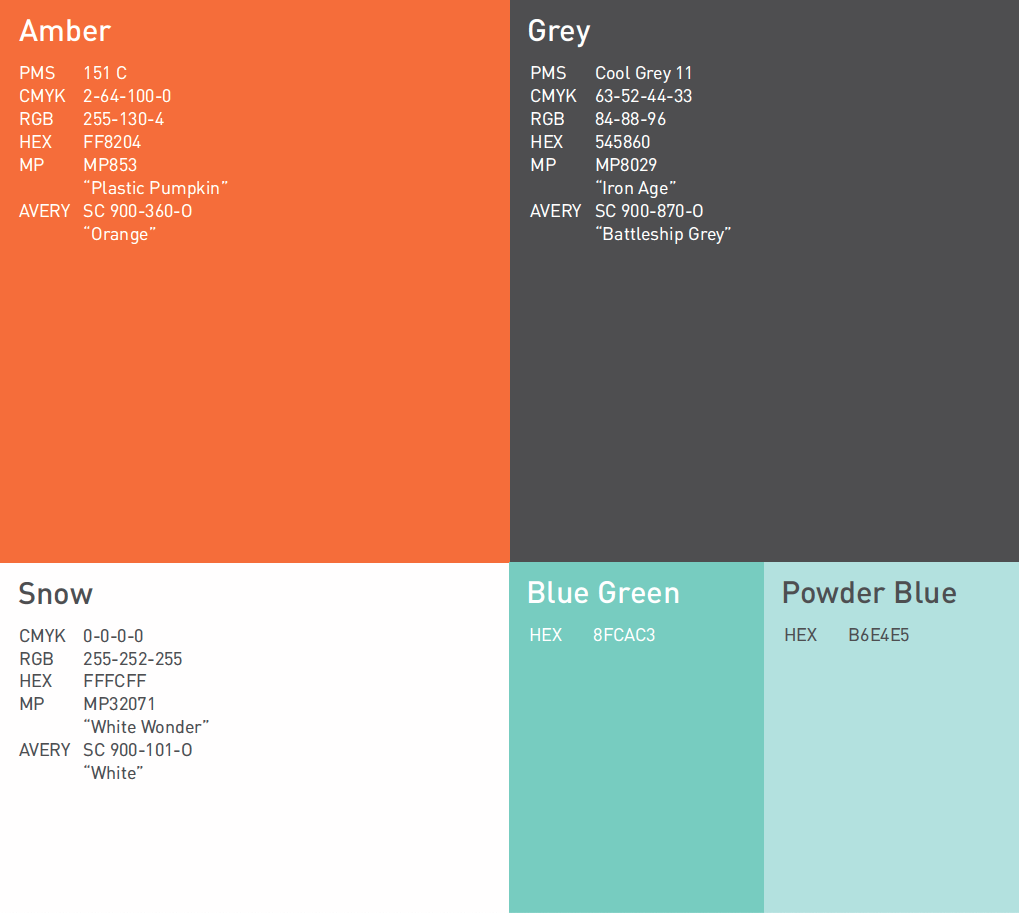 Amber
PMS 151 C
CMYK 2-64-100-0
RGB 255-130-4
HEX FF8204
MP MP853
“Plastic Pumpkin”
AVERY SC 900-360-O
“Orange”
Grey
PMS Cool Grey 11
CMYK 63-52-44-33
RGB 84-88-96
HEX 545860
MP MP8029
“Iron Age”
AVERY SC 900-870-O
“Battleship Grey”
Snow
CMYK 0-0-0-0
RGB 255-252-255
HEX FFFCFF
MP MP32071
“White Wonder”
AVERY SC 900-101-O
“White”
Blue Green
HEX 8FCAC3
Powder Blue
HEX B6E4E5